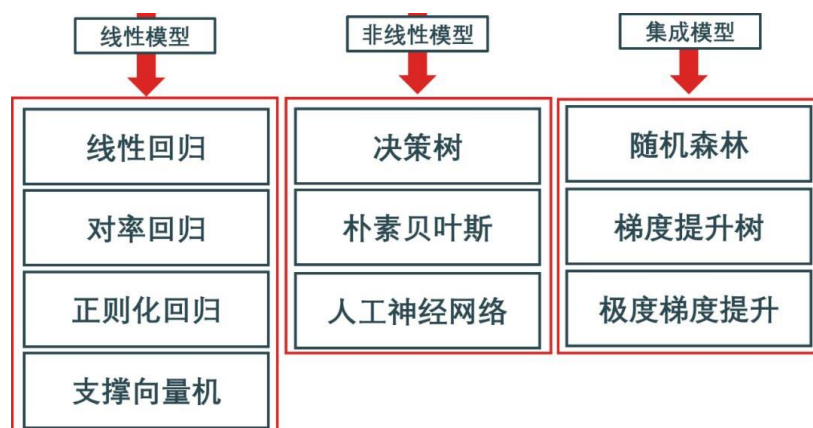 线性模型
非线性模型
集成模型
线性回归
对率回归
正则化回归
支撑向量机
决策树
朴素贝叶斯
人工神经网络
随机森林
梯度提升树
极度梯度提升